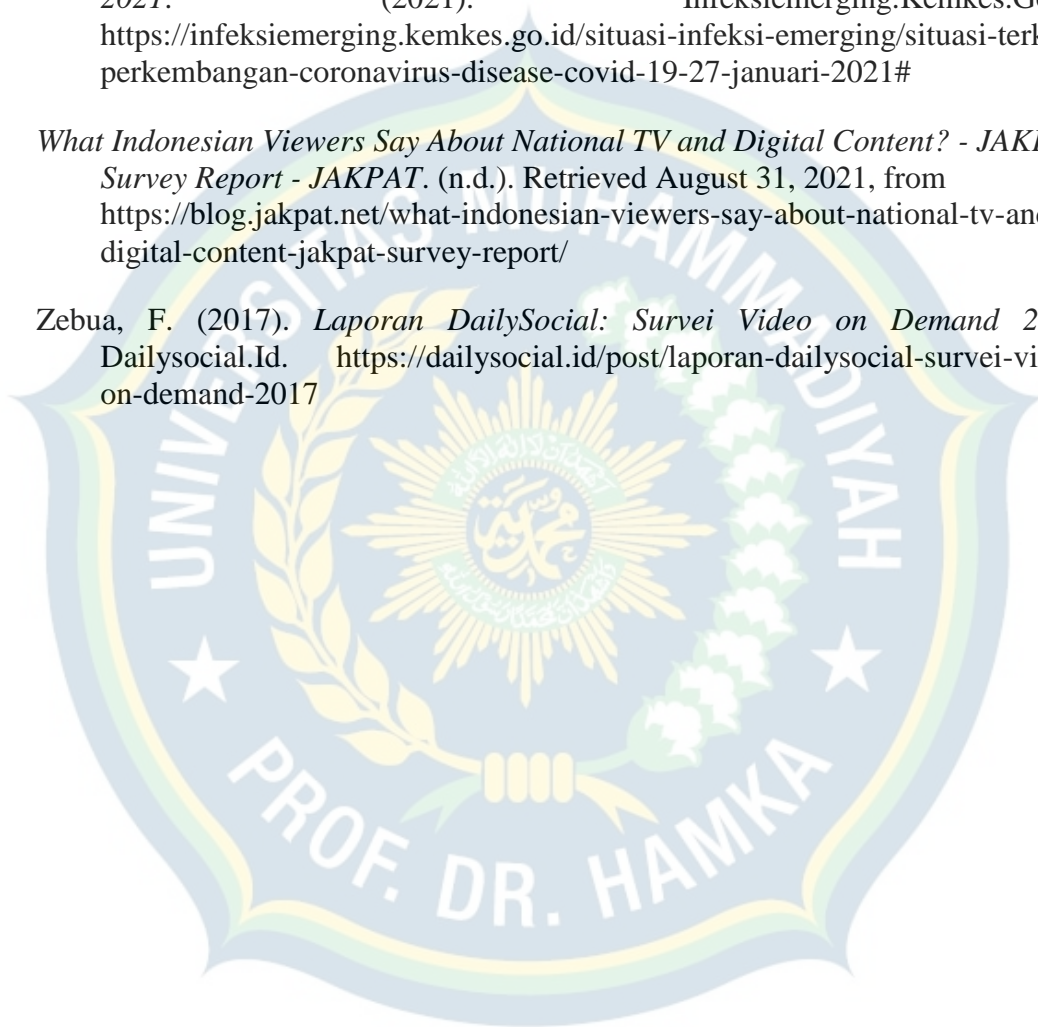 2021. (2021). Infeksiemerging.Kemkes.Go
https://infeksiemerging.kemkes.go.id/situasi-infeksi-emerging/situasi-terk
perkembangan-coronavirus-disease-covid-19-27-januari-2021#
What Indonesian Viewers Say About National TV and Digital Content? - JAK
Survey Report - JAKPAT. (n.d.). Retrieved August 31, 2021, from
https://blog.jakpat.net/what-indonesian-viewers-say-about-national-tv-and
digital-content-jakpat-survey-report/
Zebua, F. (2017). Laporan DailySocial: Survei Video on Demand 2
Dailysocial.Id. https://dailysocial.id/post/laporan-dailysocial-survei-vi
on-demand-2017
UNIVERSITAS MUHAMMADIYAH
PROF. DR. HAMKA